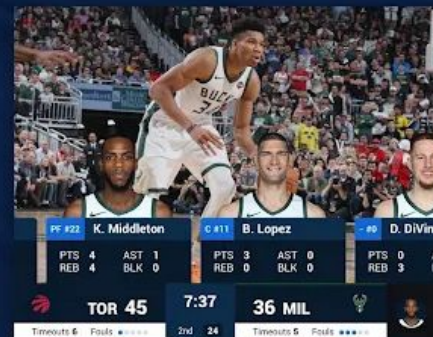 BUCKS
PF #22 K. Middleton
C #11 B. Lopez
- #0 D. DiVin
PTS 4 AST 1
REB 4 BLK 0
PTS 3 AST 0
REB 0 BLK 0
PTS 0
REB 3
TOR 45
7:37
36 MIL
Timeouts 6 Fouls
2nd 24
Timeouts 5 Fouls